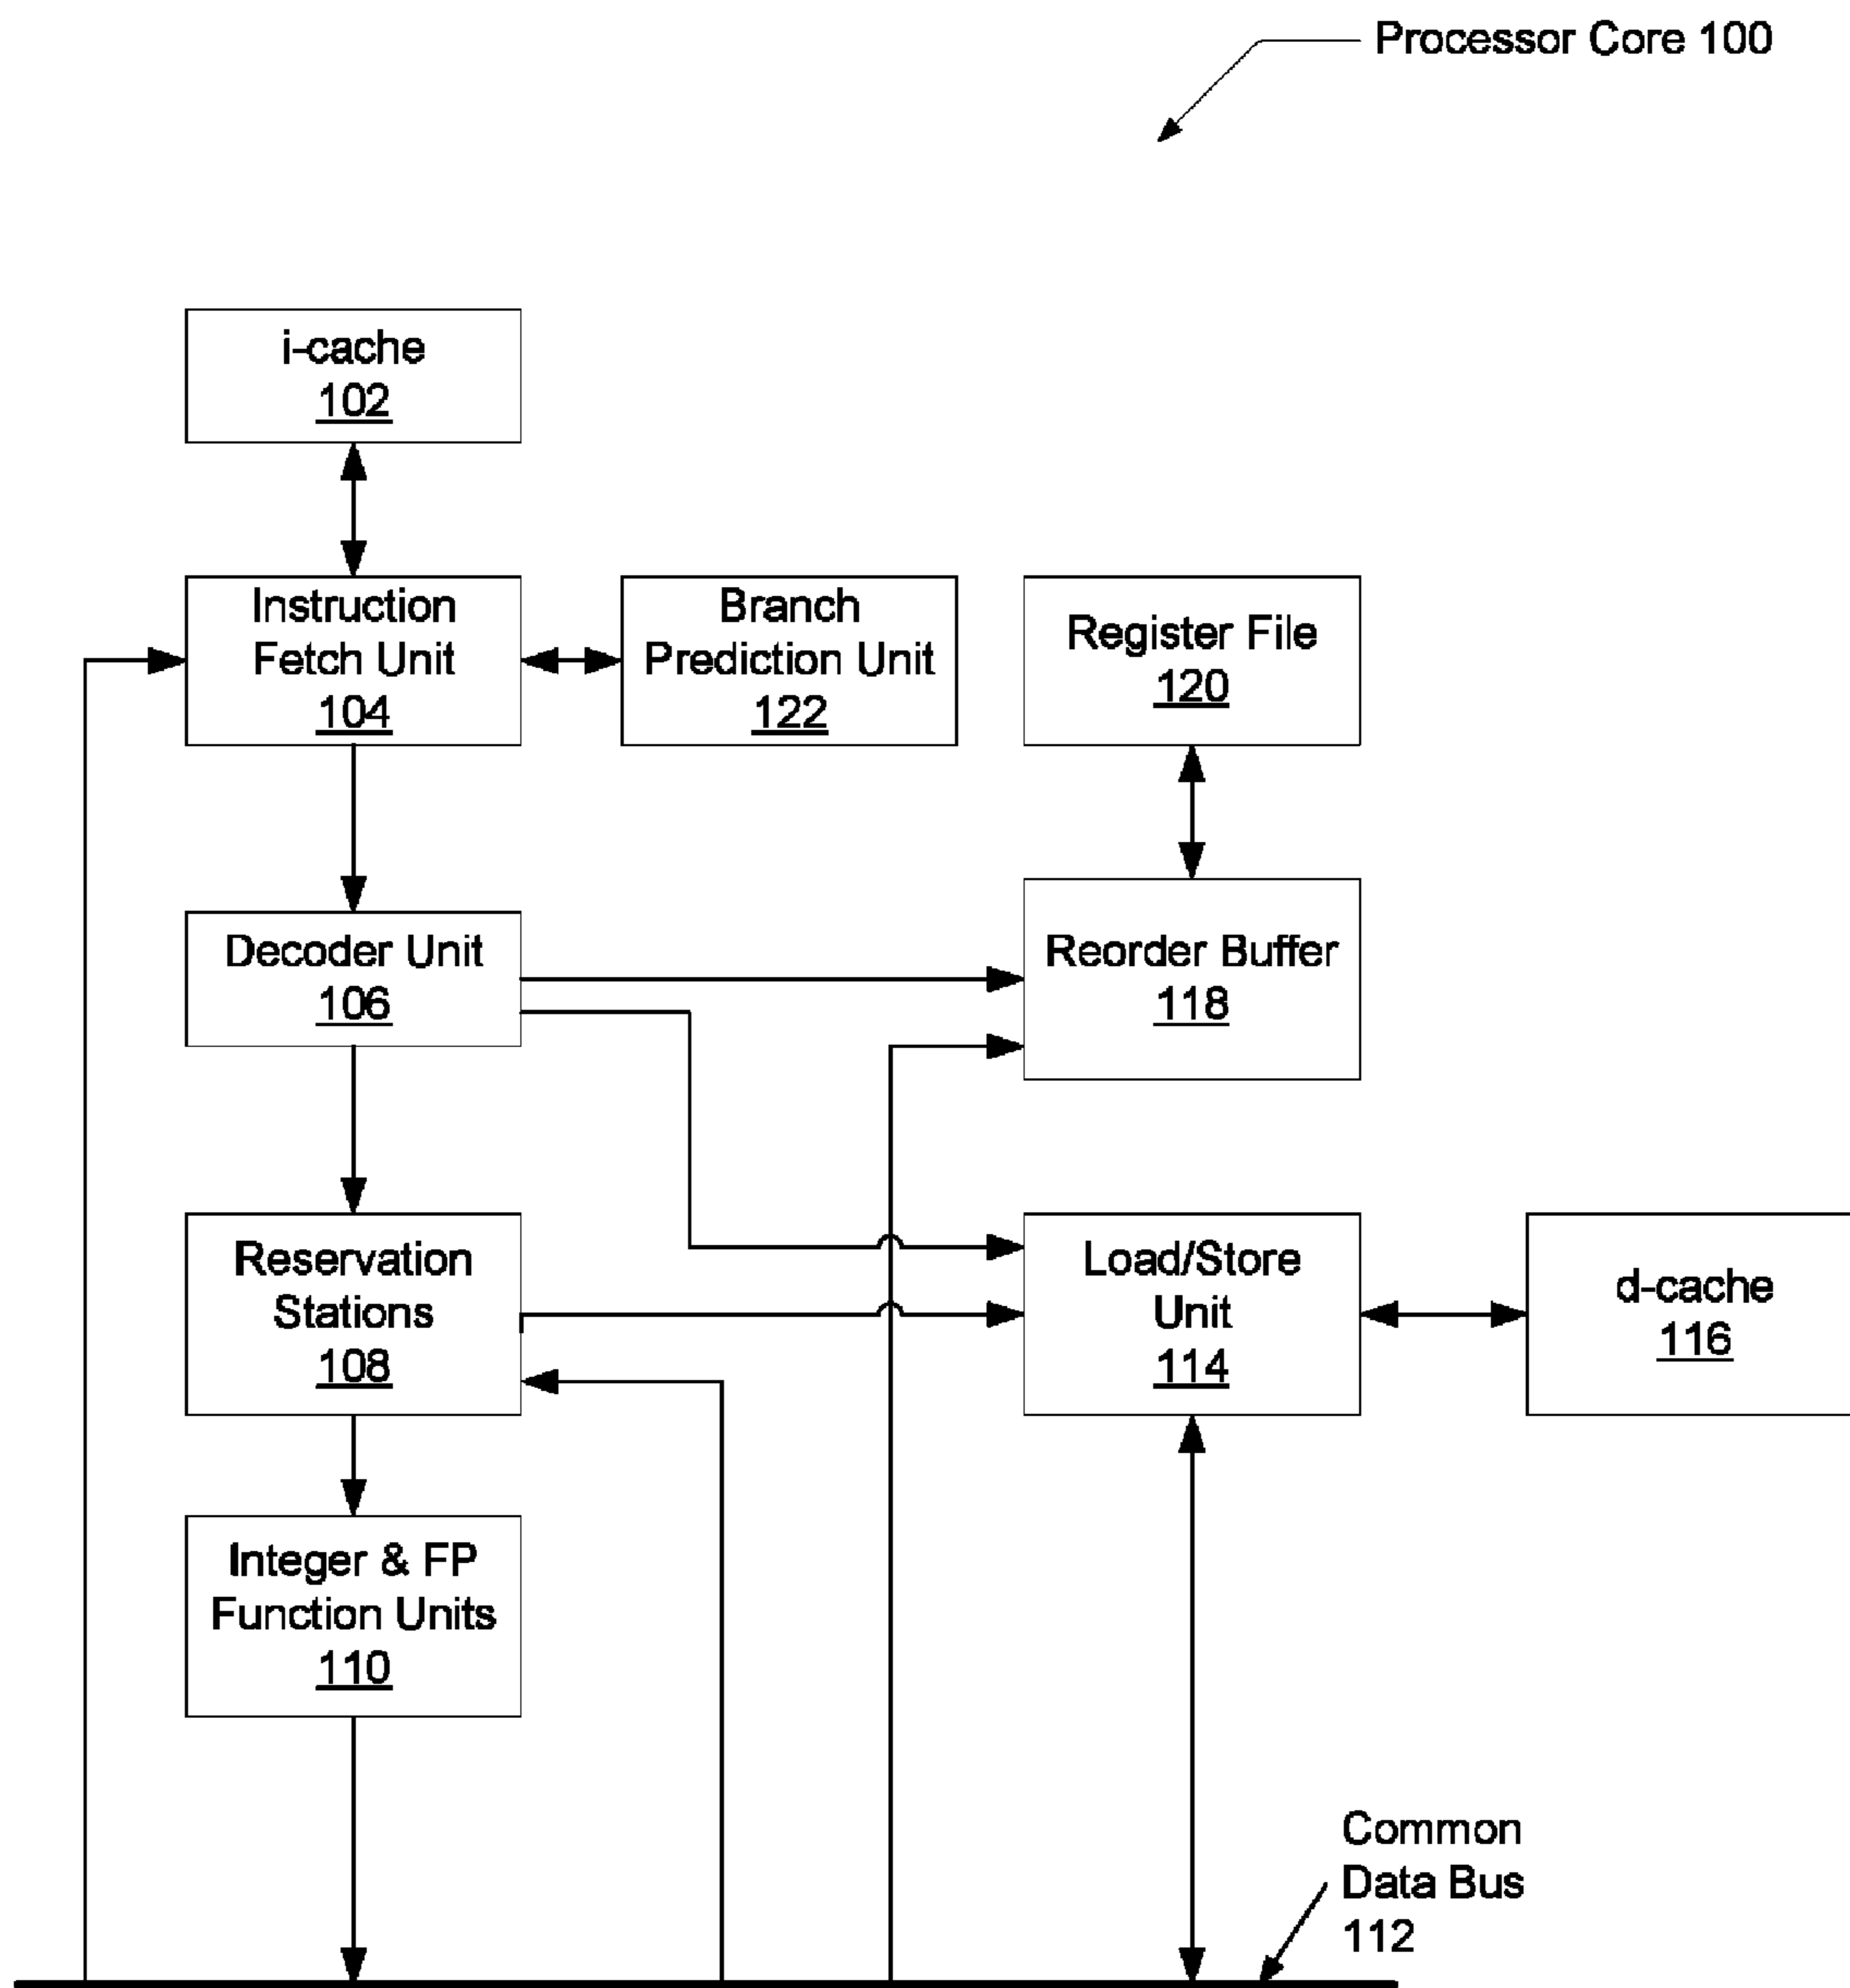 Processor Core 100
i-cache
102
Instruction
Fetch Unit
104
Branch
Prediction Unit
122
Register File
120
Decoder Unit
106
Reorder Buffer
118
Reservation
Stations
108
Load/Store
Unit
114
d-cache
116
Integer & FP
Function Units
110
Common
Data Bus
112